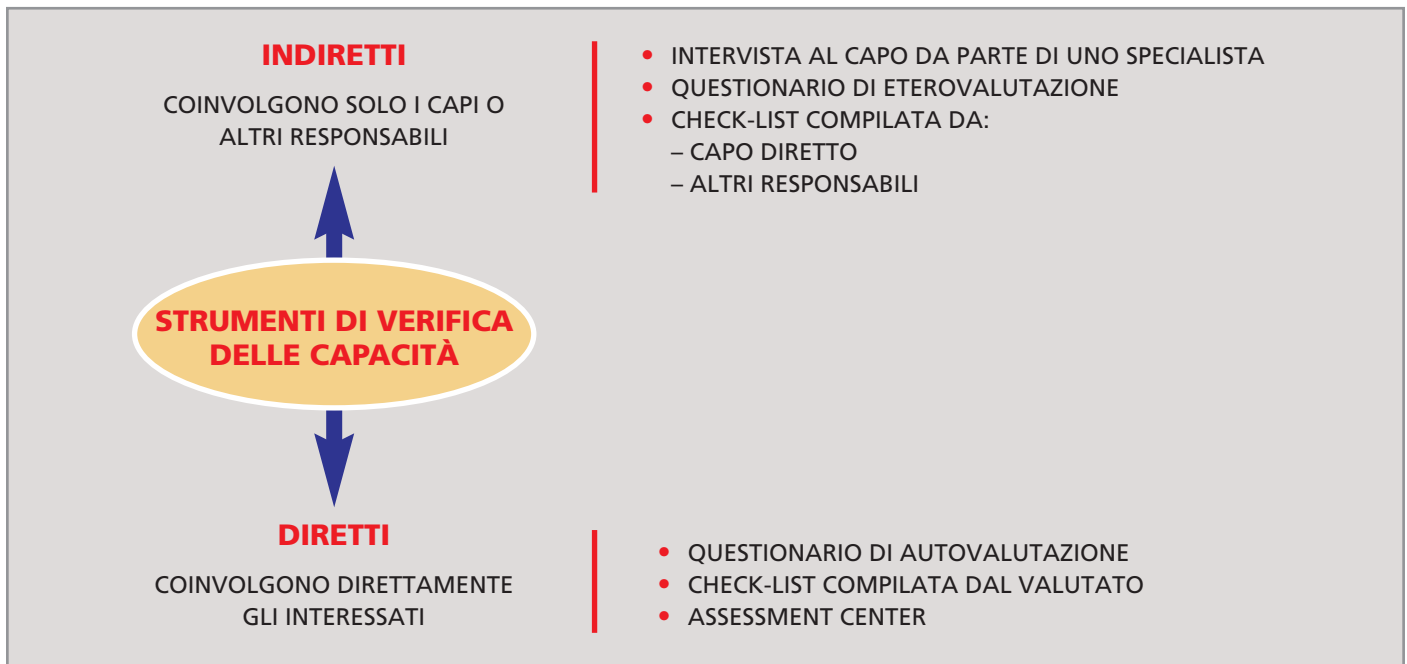 INDIRETTI
COINVOLGONO SOLO I CAPI O
ALTRI RESPONSABILI
• INTERVISTA AL CAPO DA PARTE DI UNO SPECIALISTA
• QUESTIONARIO DI ETEROVALUTAZIONE
• CHECK-LIST COMPILATA DA:
– CAPO DIRETTO
– ALTRI RESPONSABILI
STRUMENTI DI VERIFICA
DELLE CAPACITÀ
DIRETTI
COINVOLGONO DIRETTAMENTE
GLI INTERESSATI
• QUESTIONARIO DI AUTOVALUTAZIONE
• CHECK-LIST COMPILATA DAL VALUTATO
• ASSESSMENT CENTER